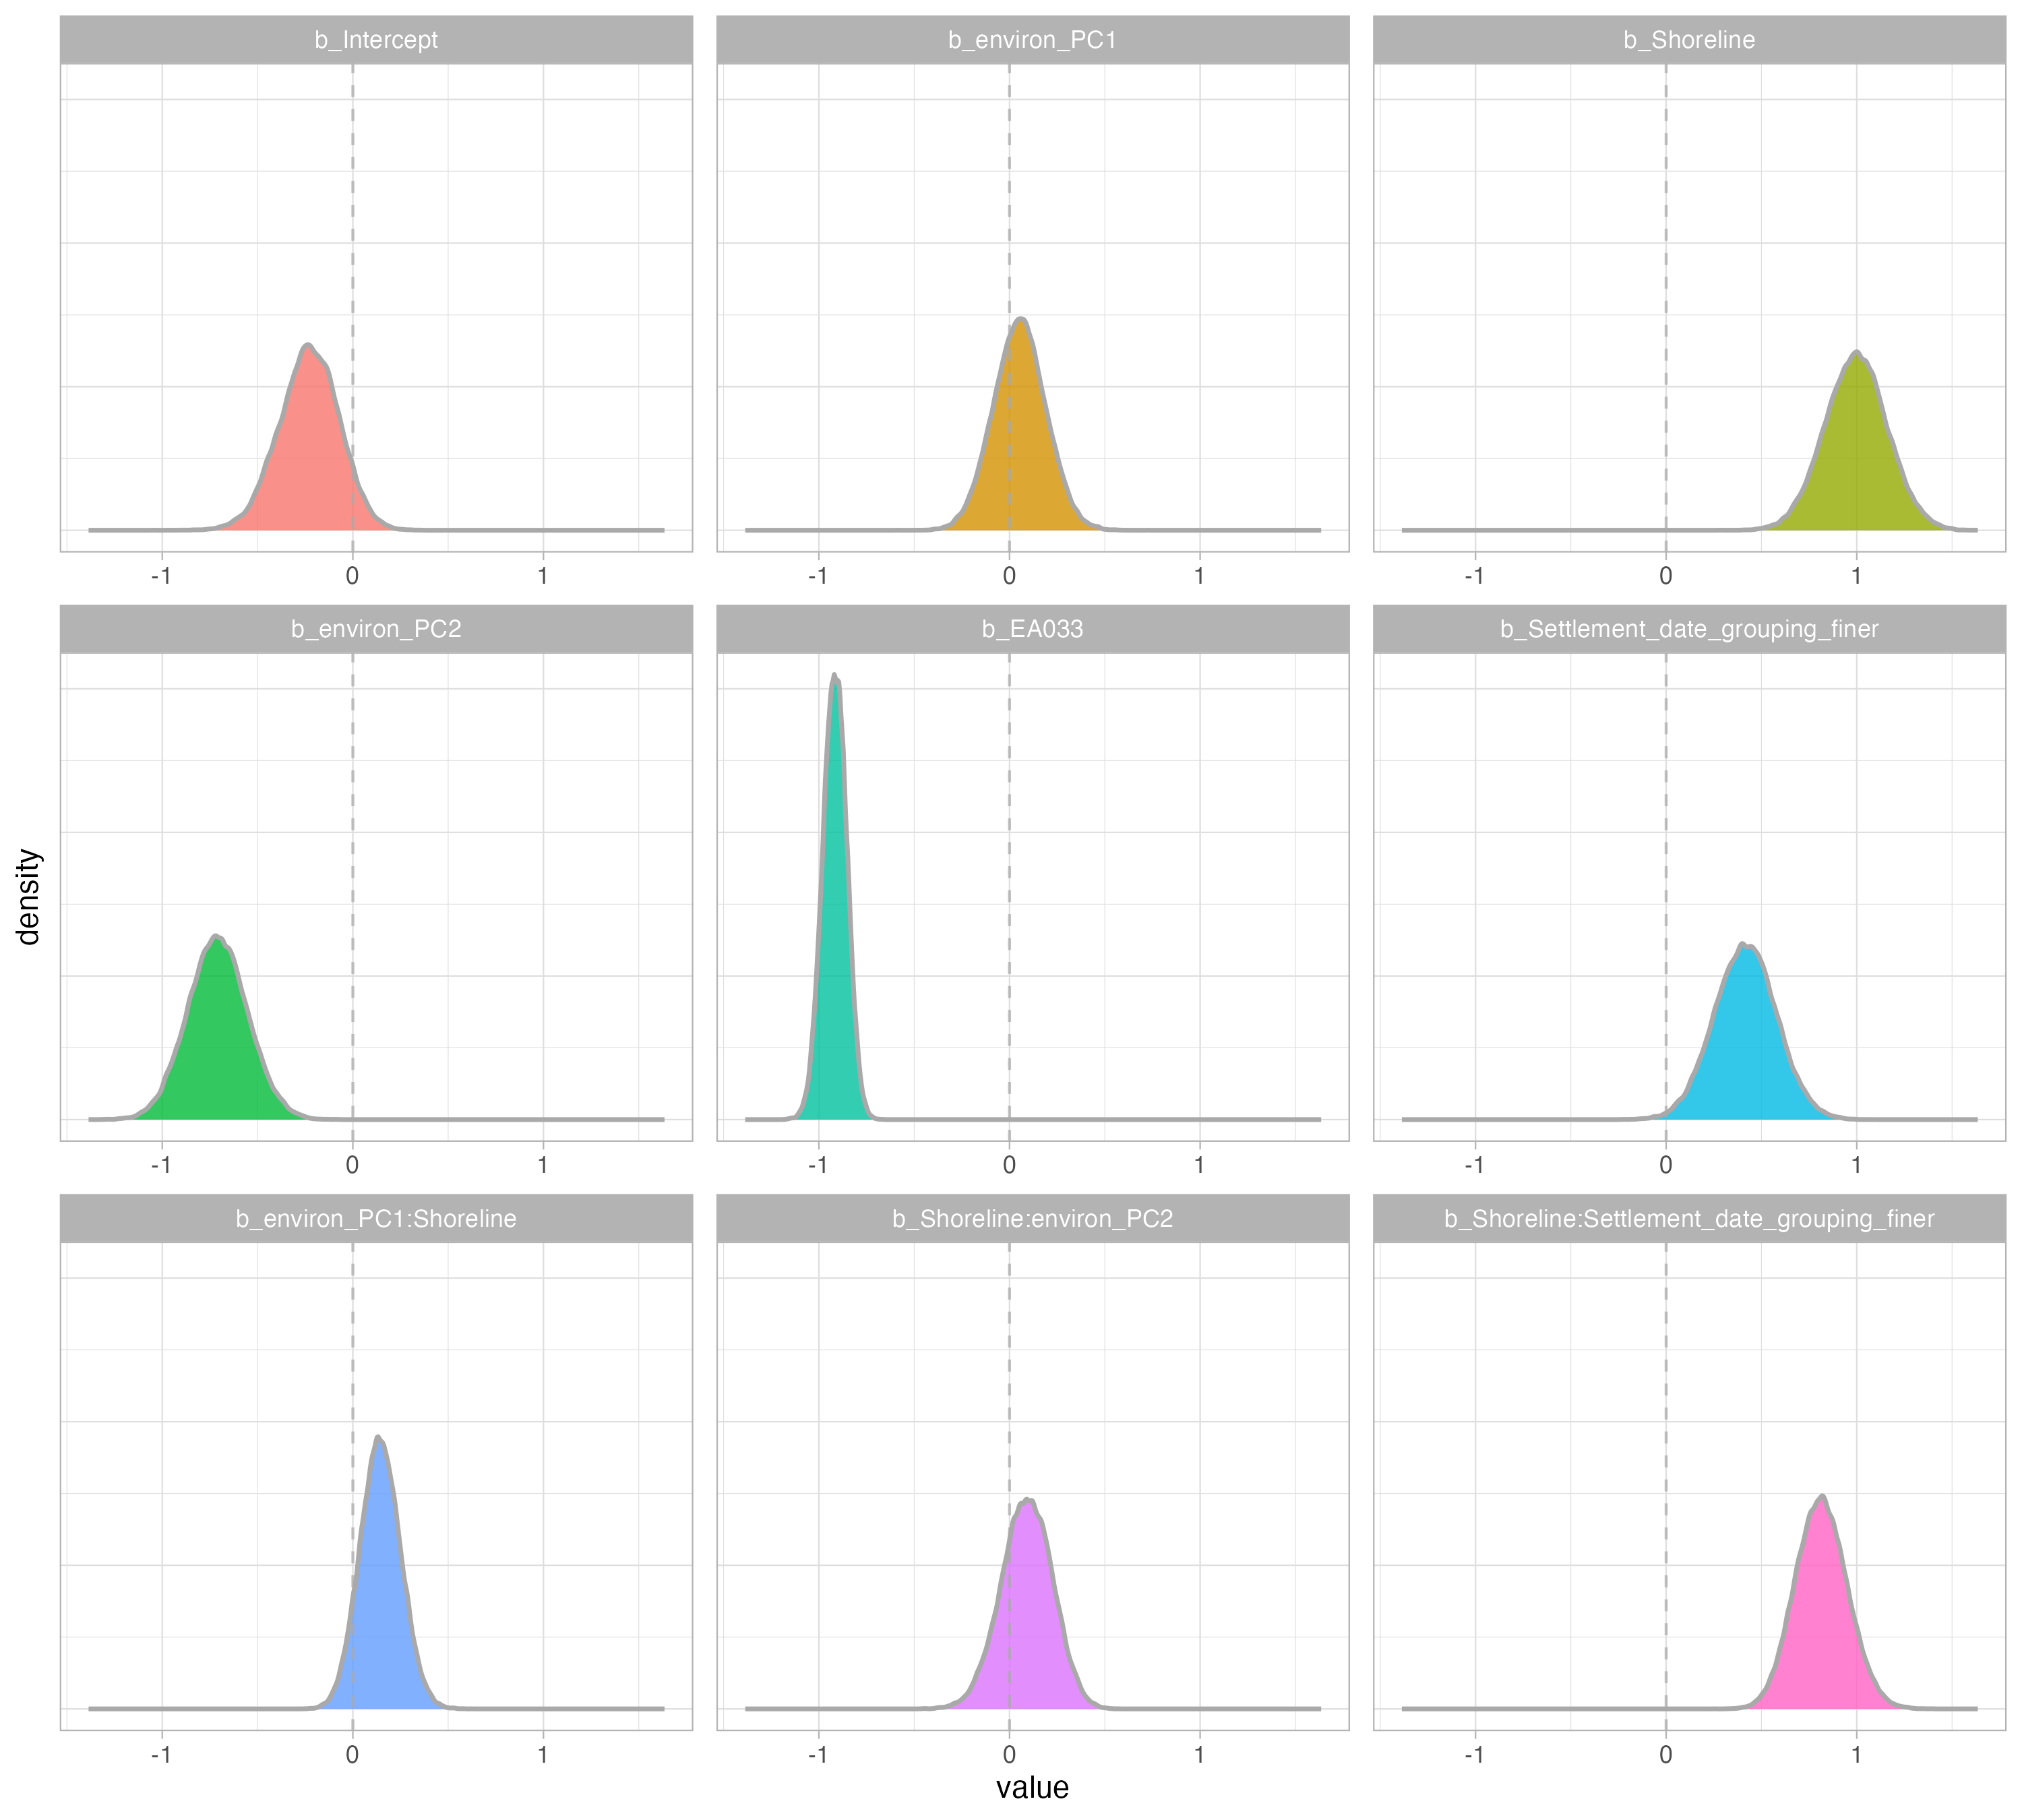 b_Intercept
b_environ_PC1
b_Shoreline
-1 0 1
-1 0 1
-1 0 1
b_environ_PC2
b_EA033
b_Settlement_date_grouping_finer
density
-1 0 1
-1 0 1
-1 0 1
b_environ_PC1:Shoreline
b_Shoreline:environ_PC2
b_Shoreline:Settlement_date_grouping_finer
-1 0 1
-1 0 1
-1 0 1
value